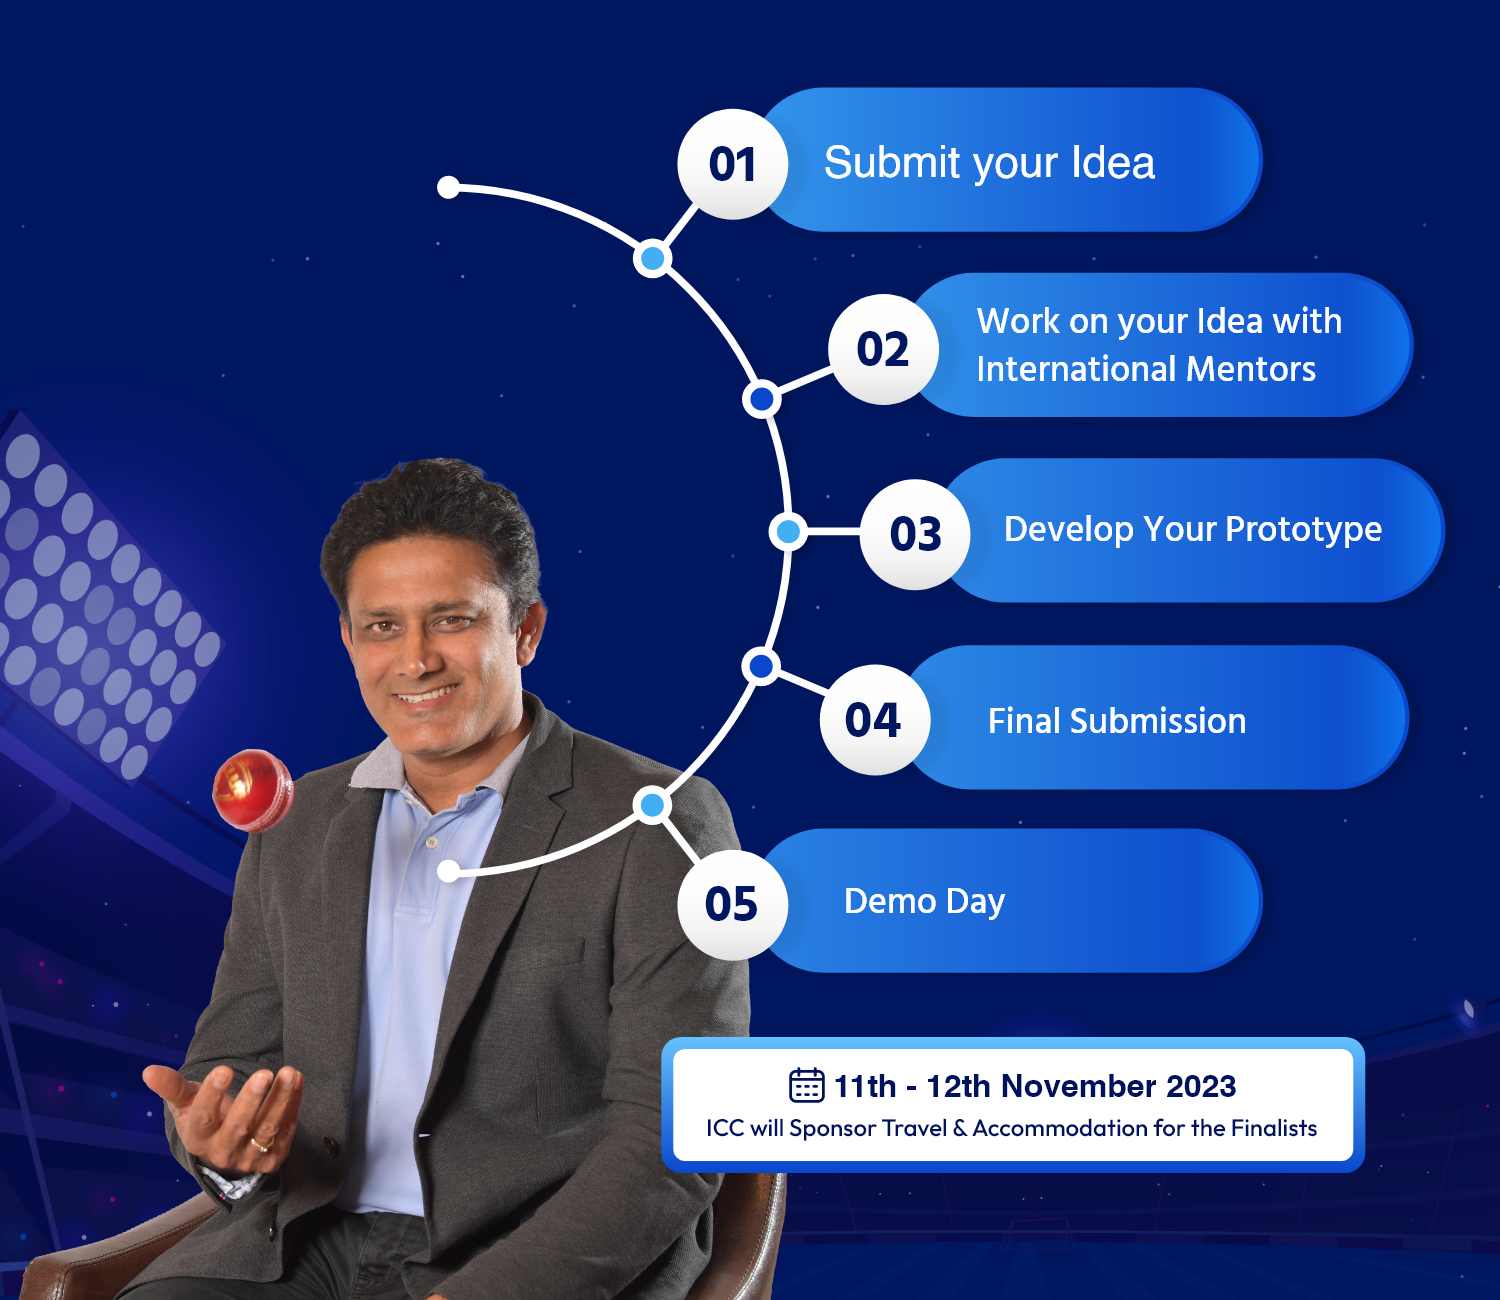 01
Submit your Idea
02
Work on your Idea with
International Mentors
03
Develop Your Prototype
04
Final Submission
05
Demo Day
11th - 12th November 2023
ICC will Sponsor Travel & Accommodation for the Finalists